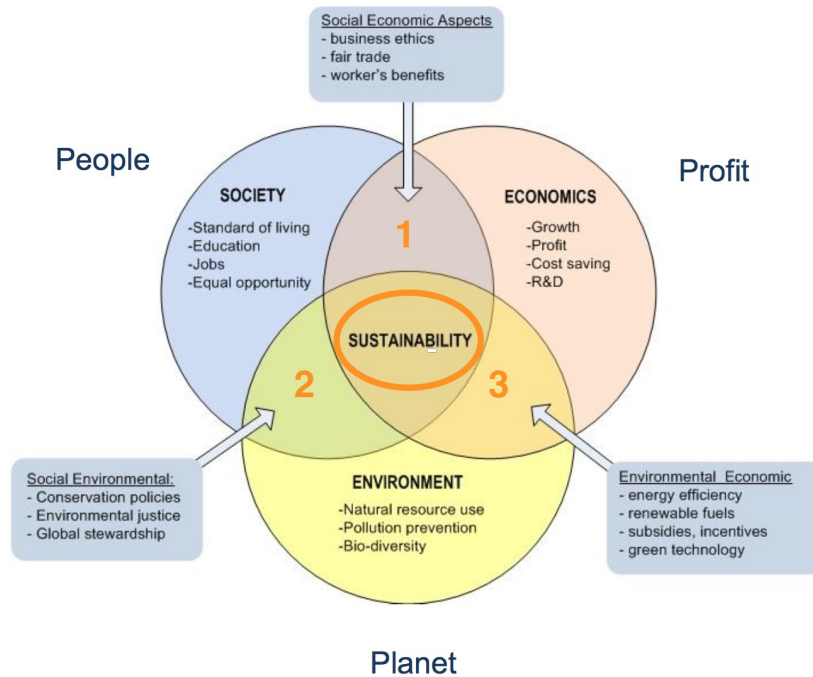 Social Economic Aspects
- business ethics
- fair trade
- worker's benefits
People
Profit
SOCIETY
-Standard of living
-Education
-Jobs
-Equal opportunity
ECONOMICS
-Growth
-Profit
-Cost saving
-R&D
1
SUSTAINABILITY
2
3
Social Environmental:
- Conservation policies
- Environmental justice
- Global stewardship
ENVIRONMENT
-Natural resource use
-Pollution prevention
-Bio-diversity
Environmental Economic
- energy efficiency
- renewable fuels
- subsidies, incentives
- green technology
Planet